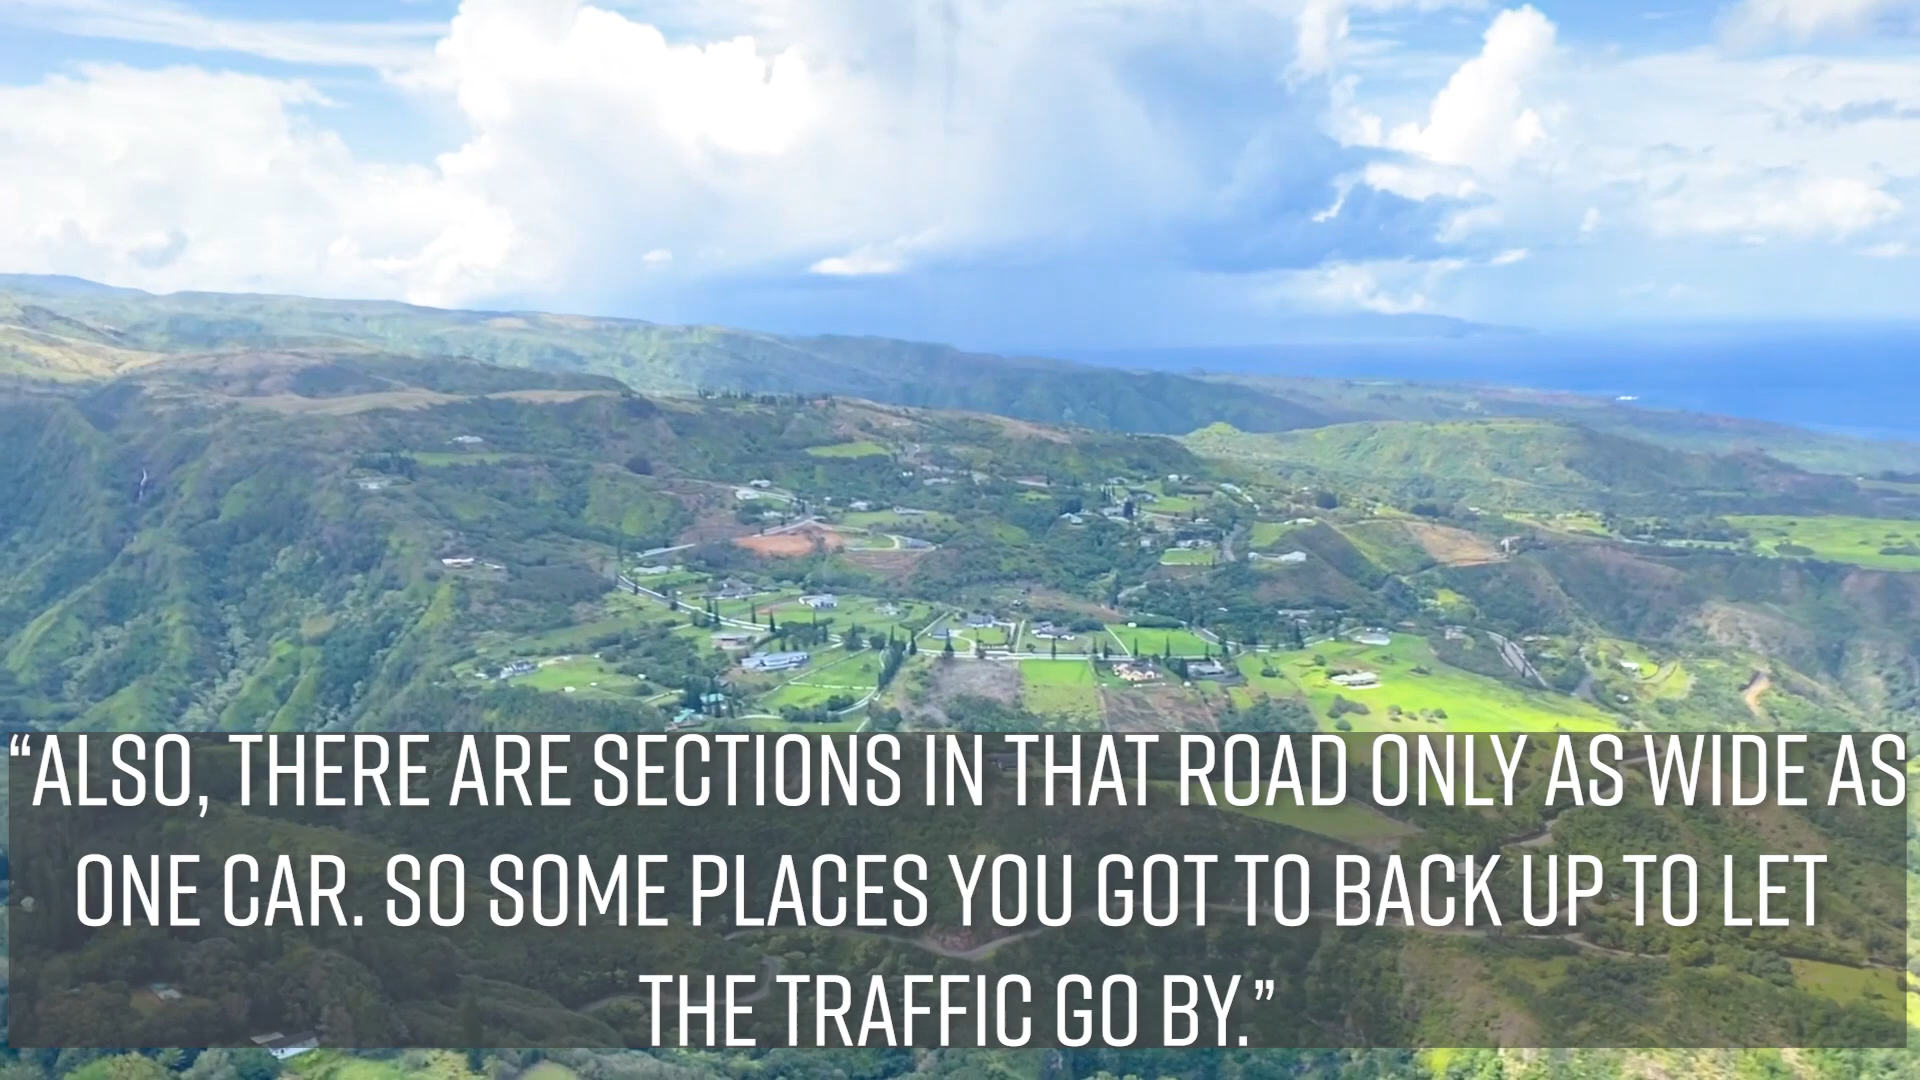 “ALSO, THERE ARE SECTIONS IN THAT ROAD ONLY AS WIDE AS
ONE CAR. SO SOME PLACES YOU GOT TO BACK UP TO LET
THE TRAFFIC GO BY.”